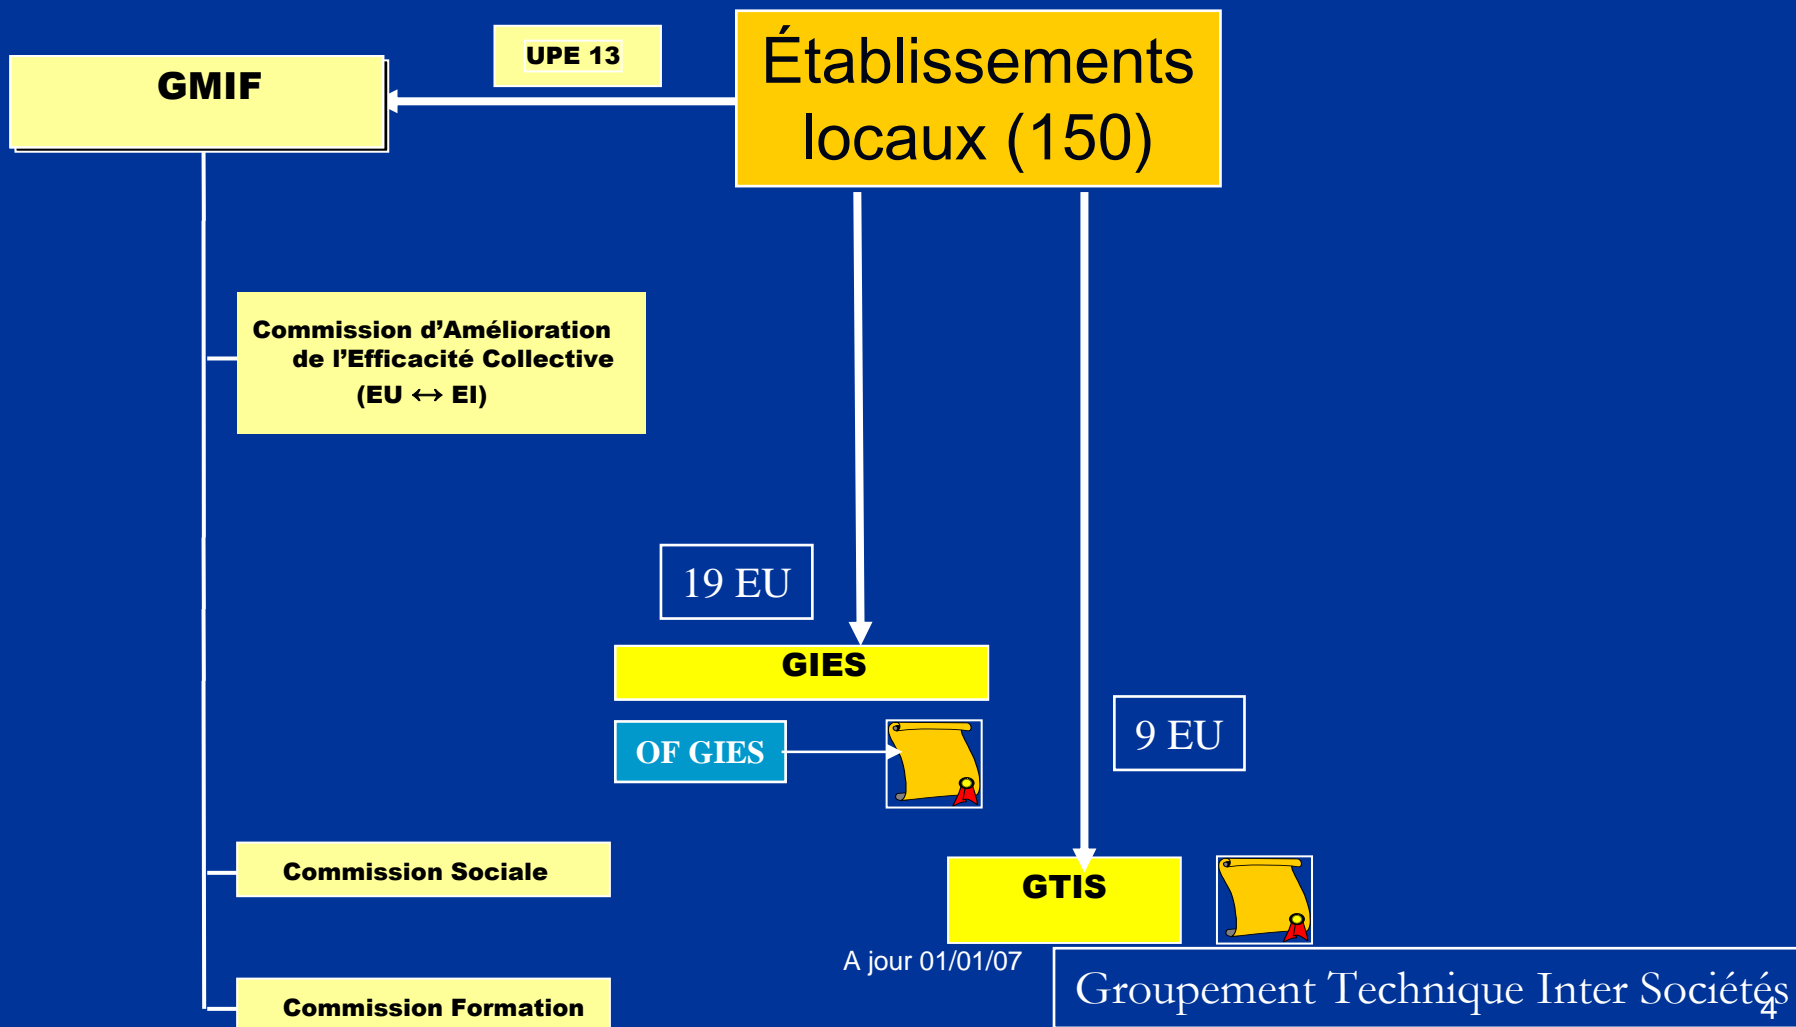 UPE 13
Établissements
locaux (150)
GMIF
Commission d’Amélioration
de l’Efficacité Collective
(EU ↔ EI)
19 EU
GIES
9 EU
OF GIES
Commission Sociale
GTIS
A jour 01/01/07
Groupement Technique Inter Sociétés
4
Commission Formation